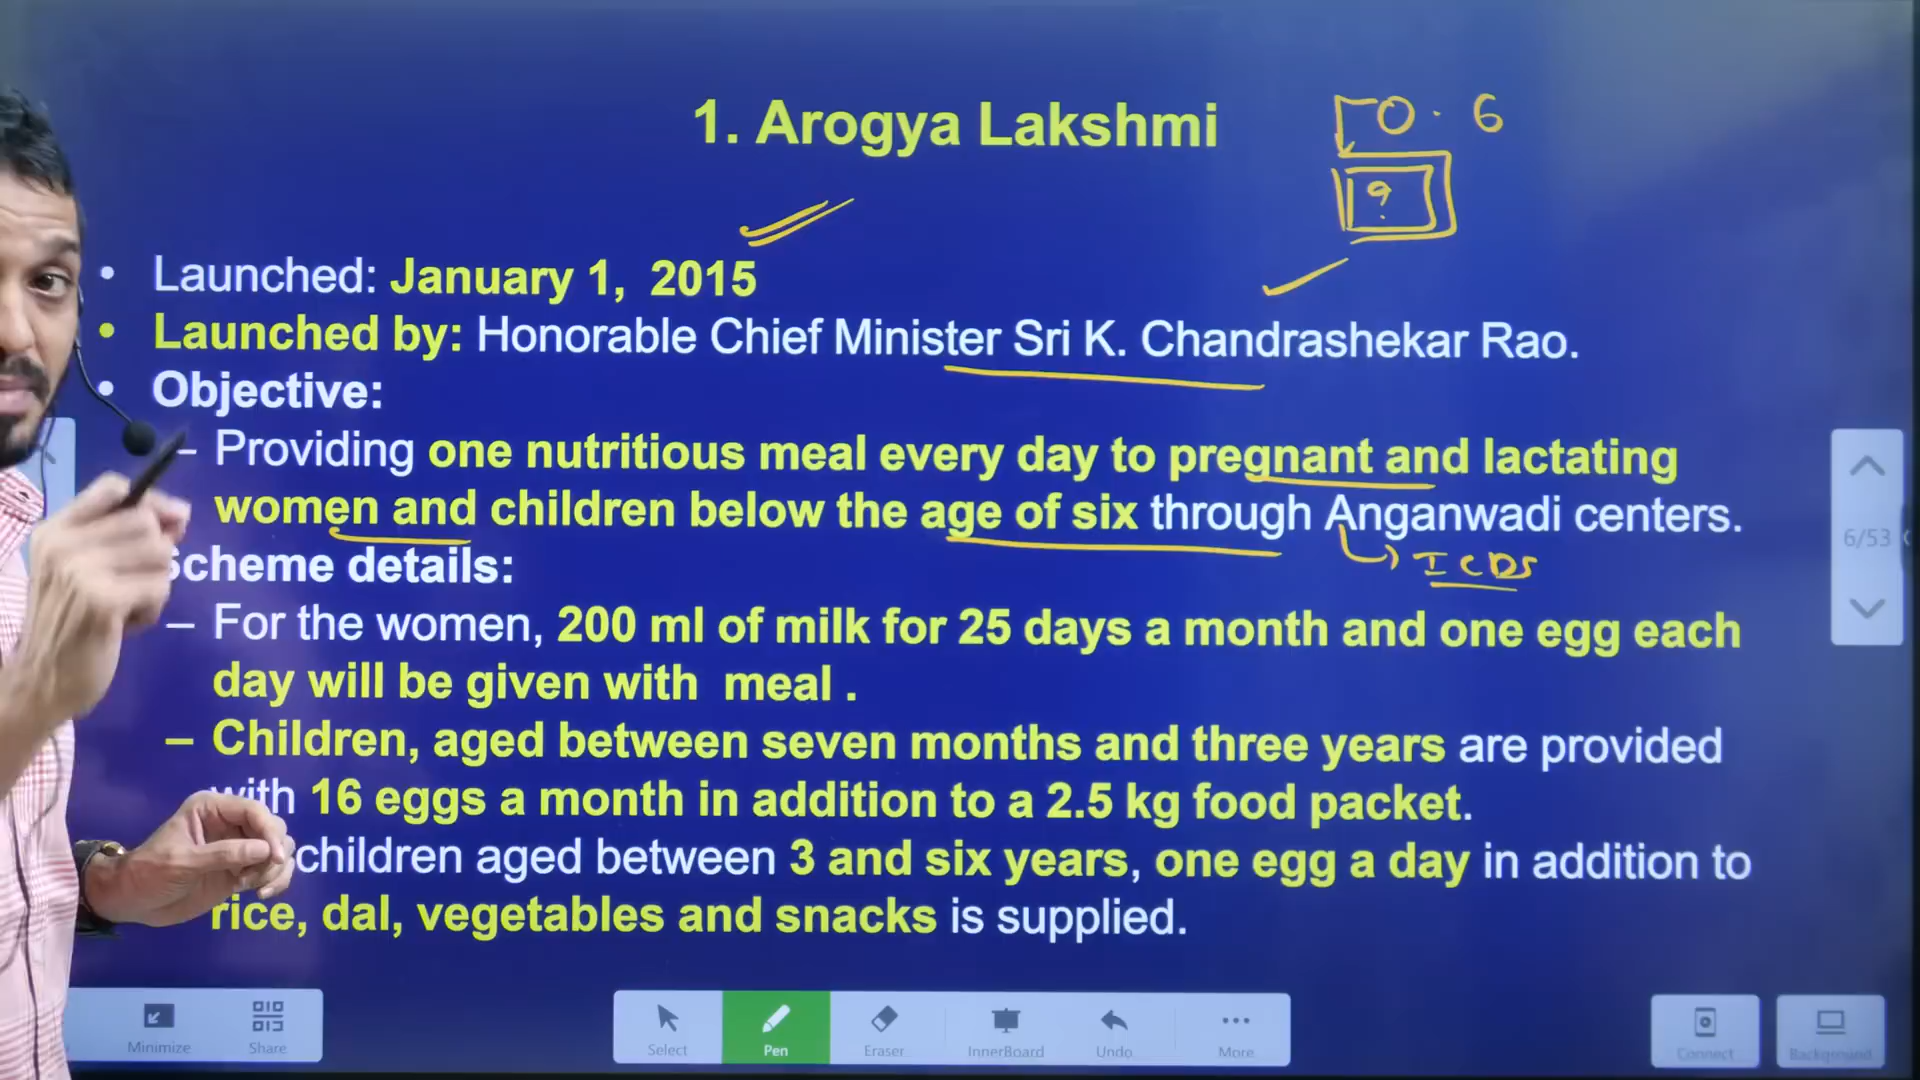 1. Arogya Lakshmi
0 - 6
?
• Launched: January 1, 2015
• Launched by: Honorable Chief Minister Sri K. Chandrashekar Rao.
• Objective:
– Providing one nutritious meal every day to pregnant and lactating
women and children below the age of six through Anganwadi centers.
ICDS
Scheme details:
– For the women, 200 ml of milk for 25 days a month and one egg each
day will be given with meal .
– Children, aged between seven months and three years are provided
with 16 eggs a month in addition to a 2.5 kg food packet.
children aged between 3 and six years, one egg a day in addition to
rice, dal, vegetables and snacks is supplied.
6/53
Minimize Share Select Pen Eraser InnerBoard Undo More Connect Background